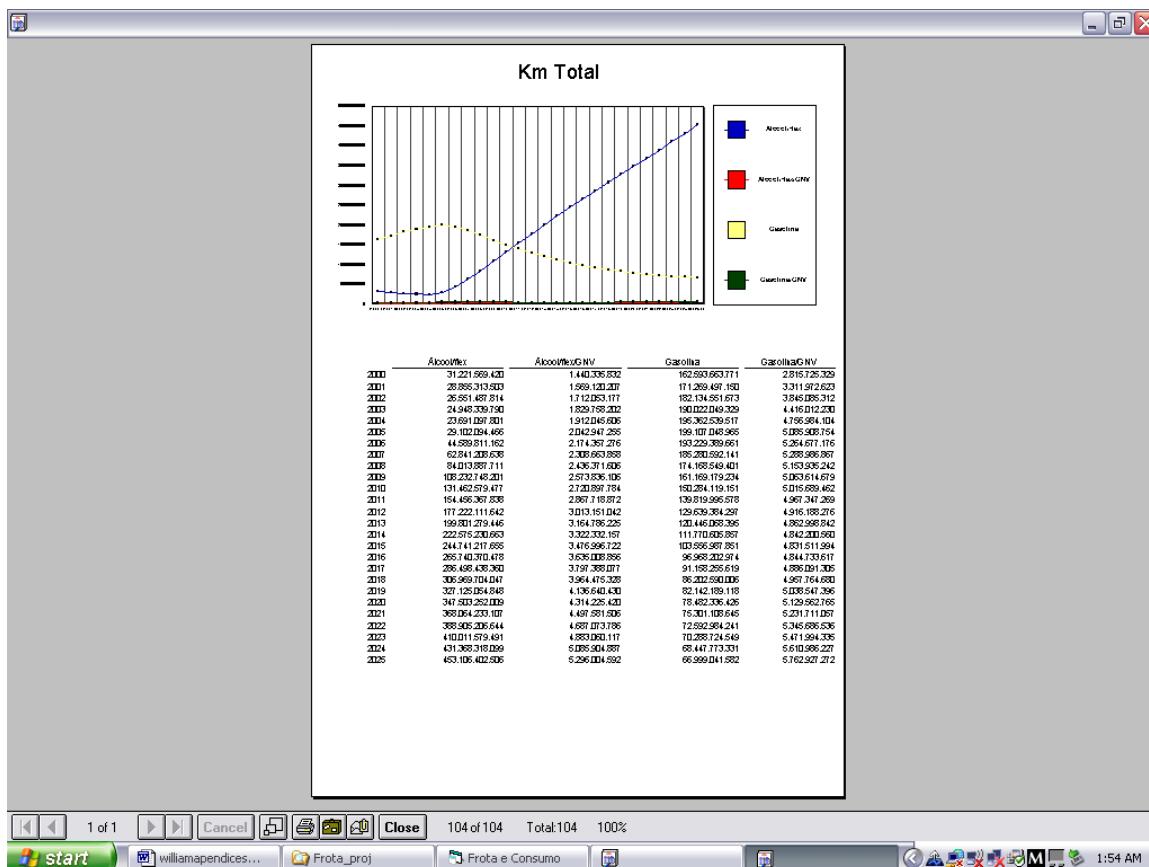 Km Total
Álcool/flex
Álcool/flex/GNV
Gasolina
Gasolina/GNV
Álcool/flex Álcool/flex/GNV Gasolina Gasolina/GNV
2000 31.221.569.420 1.440.335.832 162.593.663.771 2.815.725.329
2001 28.855.313.503 1.569.120.207 171.269.497.150 3.311.972.623
2002 26.551.487.814 1.712.053.177 182.134.551.673 3.845.085.312
2003 24.948.339.790 1.829.758.202 190.022.049.329 4.416.012.230
2004 23.691.097.801 1.912.045.606 195.362.539.517 4.756.984.104
2005 29.102.094.466 2.042.947.255 199.107.048.965 5.085.908.754
2006 44.589.811.162 2.174.357.276 193.229.389.661 5.264.677.176
2007 62.841.208.638 2.308.663.858 185.280.592.141 5.288.986.867
2008 84.013.887.711 2.436.371.606 174.168.549.401 5.153.935.242
2009 108.232.748.201 2.573.836.106 161.169.179.234 5.063.614.679
2010 131.462.579.477 2.720.897.784 150.284.119.151 5.015.689.462
2011 154.456.367.838 2.867.718.872 139.819.995.578 4.967.347.269
2012 177.222.111.642 3.013.151.042 129.639.384.297 4.916.188.276
2013 199.801.279.446 3.164.786.225 120.446.068.395 4.862.998.842
2014 222.575.230.663 3.322.332.157 111.770.605.857 4.842.200.560
2015 244.741.217.655 3.476.996.722 103.556.987.851 4.831.511.994
2016 265.740.370.478 3.635.008.856 96.968.202.974 4.844.733.617
2017 286.498.438.360 3.797.388.077 91.158.255.619 4.886.091.305
2018 306.969.704.047 3.964.475.328 86.202.590.006 4.957.764.680
2019 327.125.054.848 4.136.640.430 82.142.189.118 5.038.547.396
2020 347.503.252.009 4.314.225.420 78.482.336.426 5.129.562.765
2021 368.064.233.107 4.497.581.506 75.301.108.645 5.231.711.057
2022 388.905.206.644 4.687.073.786 72.592.984.241 5.345.686.536
2023 410.011.579.491 4.883.060.117 70.288.724.549 5.471.994.335
2024 431.368.318.099 5.085.904.887 68.447.773.331 5.610.986.227
2025 453.106.402.506 5.296.004.592 66.999.041.582 5.762.927.272
1 of 1 Cancel Close 104 of 104 Total:104 100%
start williamapendices... Frota_proj Frota e Consumo M 1:54 AM